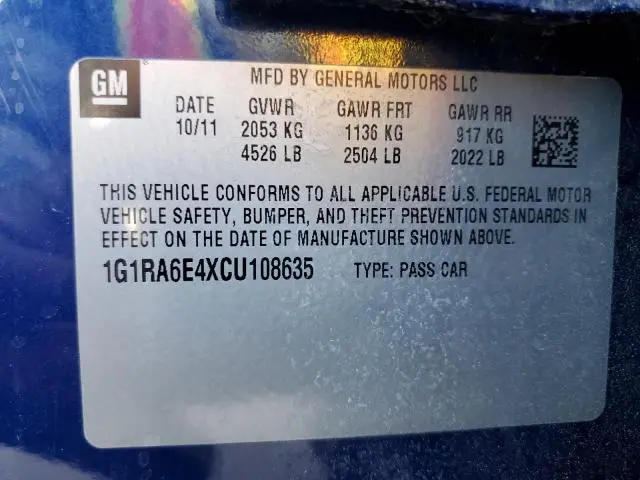 GM
MFD BY GENERAL MOTORS LLC
DATE GVWR GAWR FRT GAWR RR
10/11 2053 KG 1136 KG 917 KG
4526 LB 2504 LB 2022 LB
THIS VEHICLE CONFORMS TO ALL APPLICABLE U.S. FEDERAL MOTOR
VEHICLE SAFETY, BUMPER, AND THEFT PREVENTION STANDARDS IN
EFFECT ON THE DATE OF MANUFACTURE SHOWN ABOVE.
1G1RA6E4XCU108635 TYPE: PASS CAR